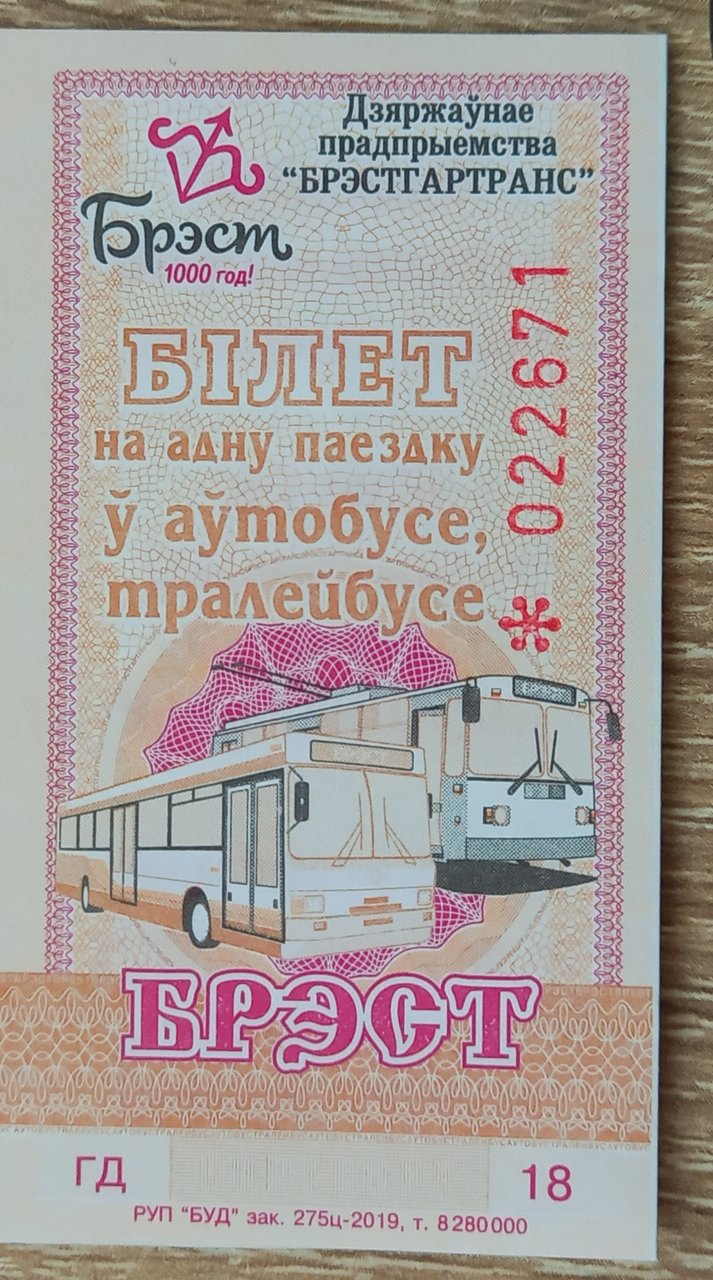 Дзяржаўнае
прадпрыемства
“БРЭСТГАРТРАНС”
Брэст
1000 год!
БІЛЕТ
на адну паездку
ў аўтобусе,
тралейбусе
* 022671
БРЭСТ
ГД
18
РУП “БУД” зак. 275ц-2019, т. 8280000